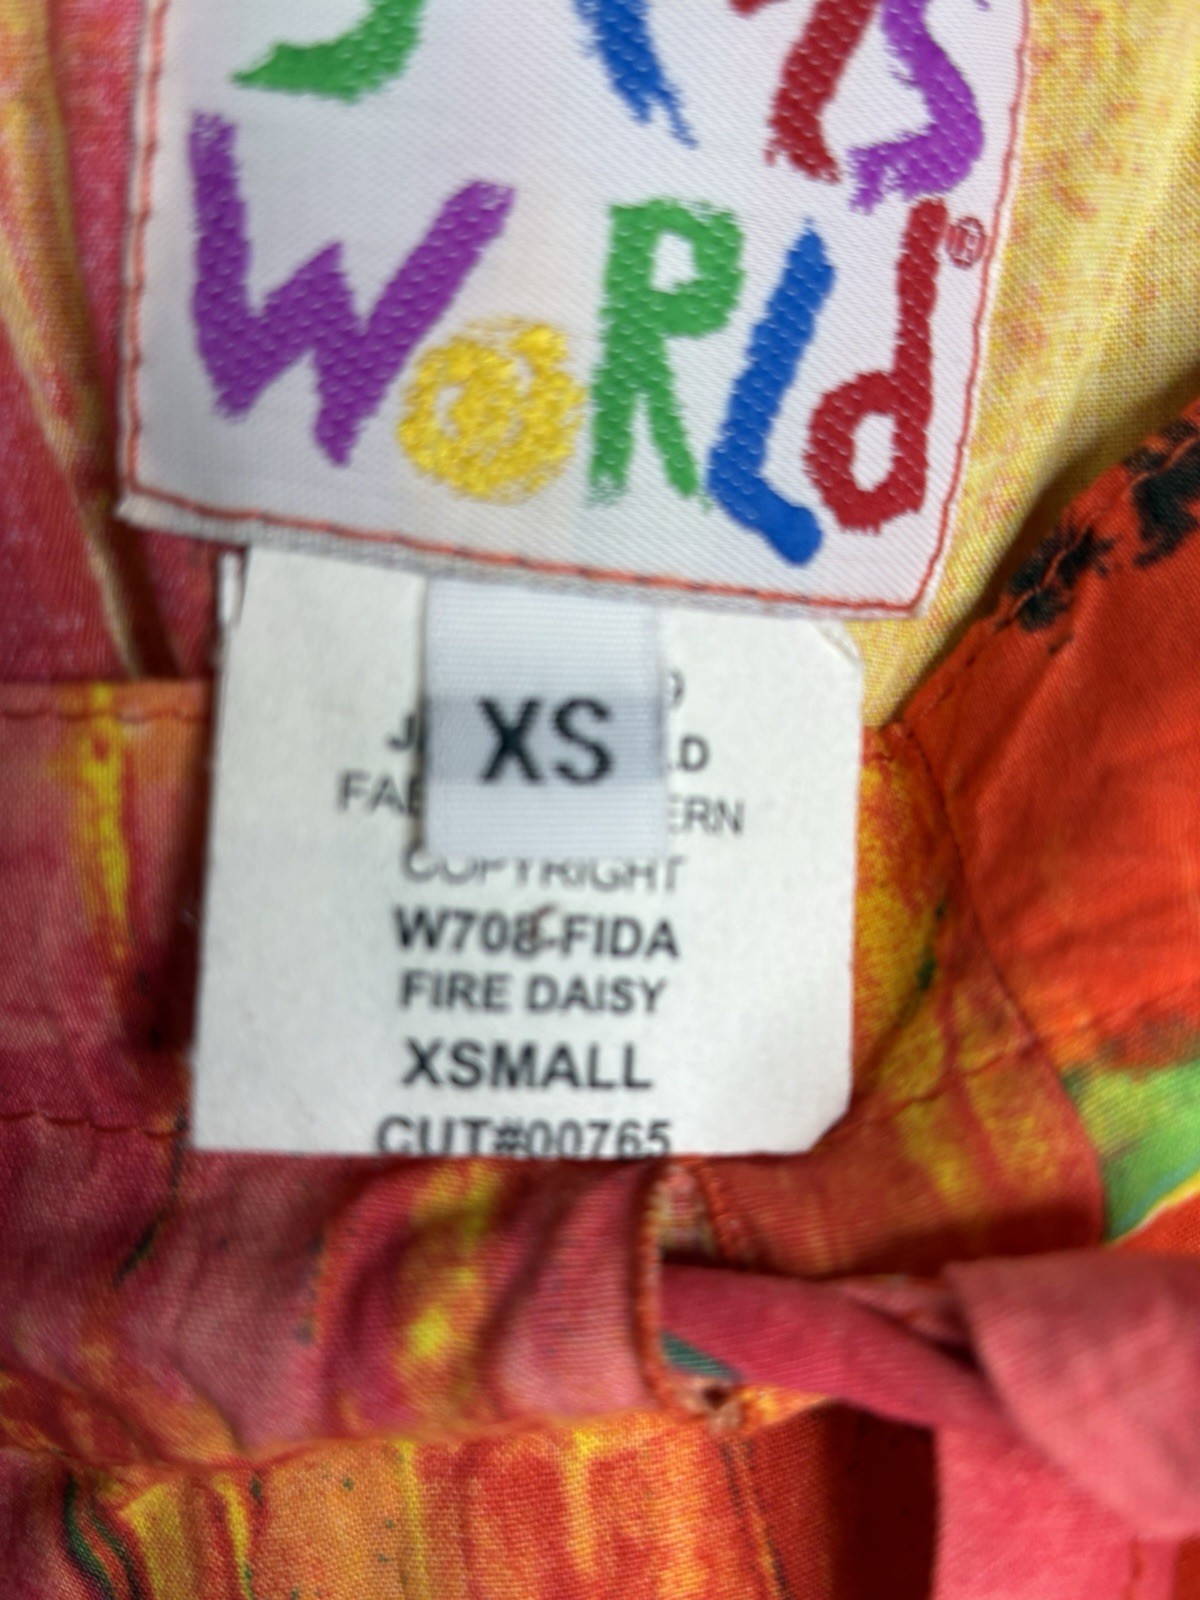 WoRLd®
XS
COPYRIGHT
W708-FIDA
FIRE DAISY
XSMALL
CUT#00765